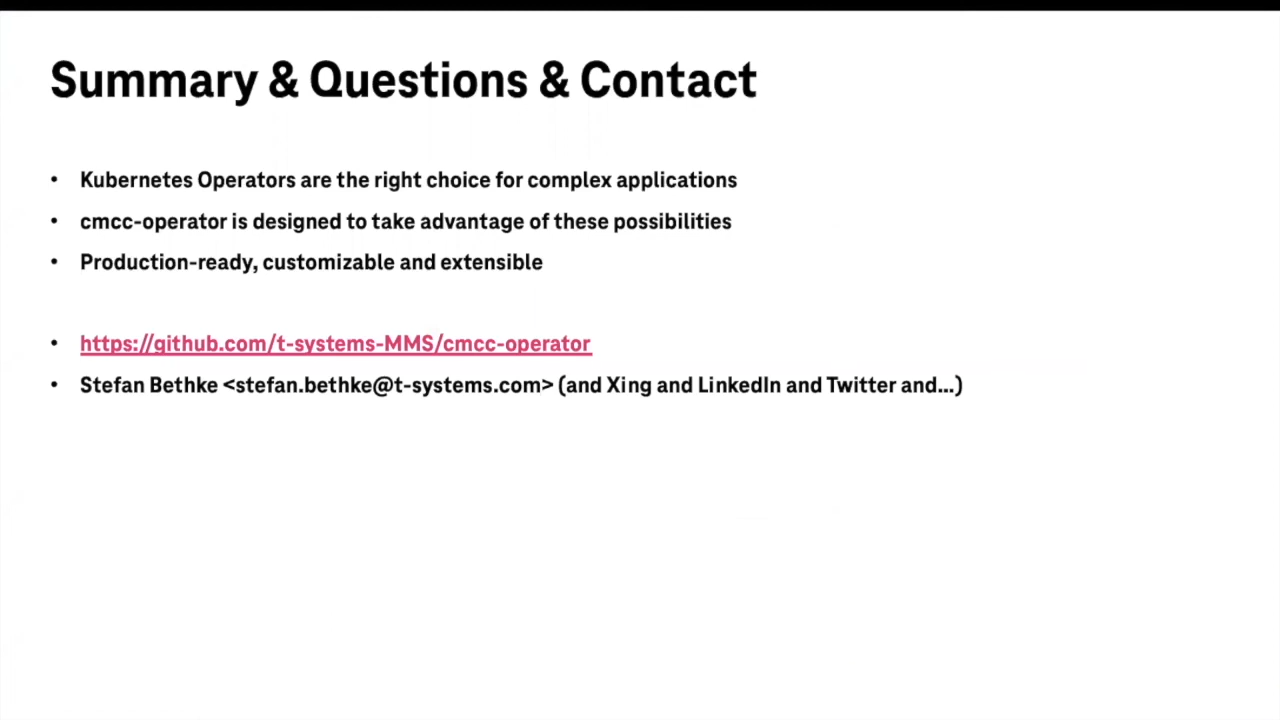 Summary & Questions & Contact
• Kubernetes Operators are the right choice for complex applications
• cmcc-operator is designed to take advantage of these possibilities
• Production-ready, customizable and extensible
• https://github.com/t-systems-MMS/cmcc-operator
• Stefan Bethke <stefan.bethke@t-systems.com> (and Xing and LinkedIn and Twitter and...)